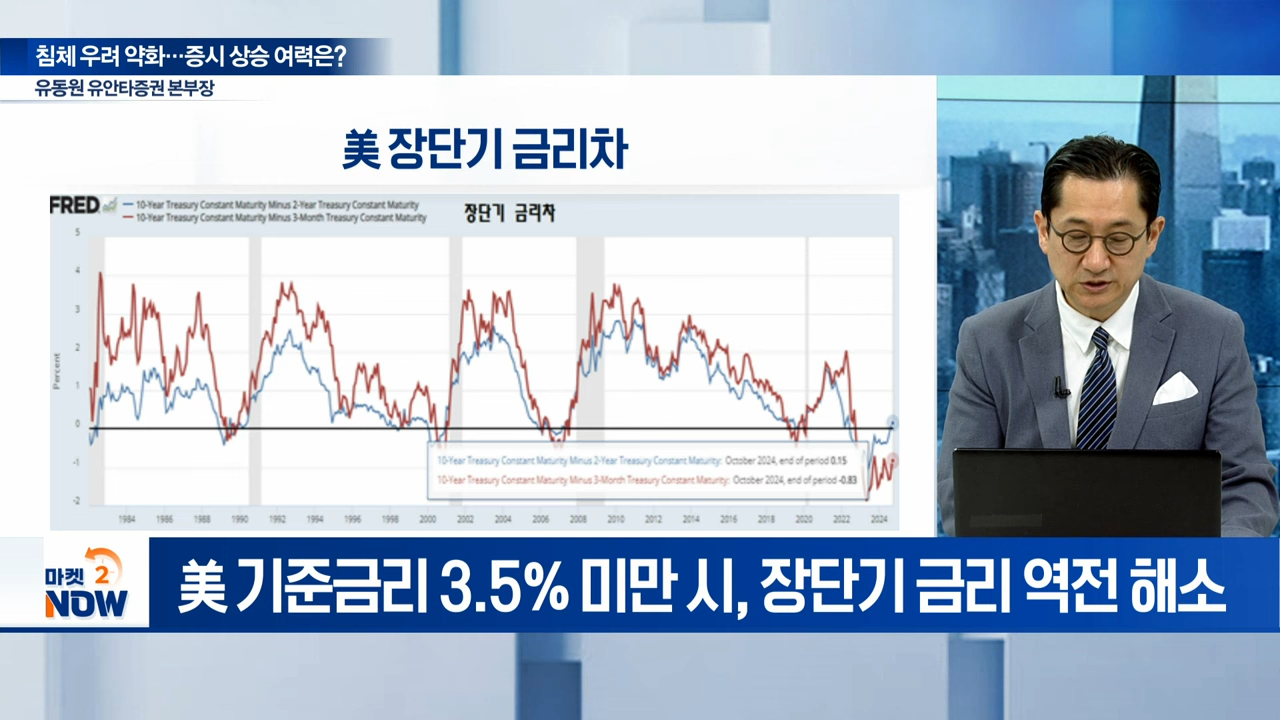 침체 우려 약화…증시 상승 여력은?
유동원 유안타증권 본부장
美 장단기 금리차
FRED
10-Year Treasury Constant Maturity Minus 2-Year Treasury Constant Maturity
10-Year Treasury Constant Maturity Minus 3-Month Treasury Constant Maturity
장단기 금리차
5
4
3
2
1
0
-1
-2
Percent
10-Year Treasury Constant Maturity Minus 2-Year Treasury Constant Maturity: October 2024, end of period 0.15
10-Year Treasury Constant Maturity Minus 3-Month Treasury Constant Maturity: October 2024, end of period -0.83
1984 1986 1988 1990 1992 1994 1996 1998 2000 2002 2004 2006 2008 2010 2012 2014 2016 2018 2020 2022 2024
마켓 2
NOW
美 기준금리 3.5% 미만 시, 장단기 금리 역전 해소